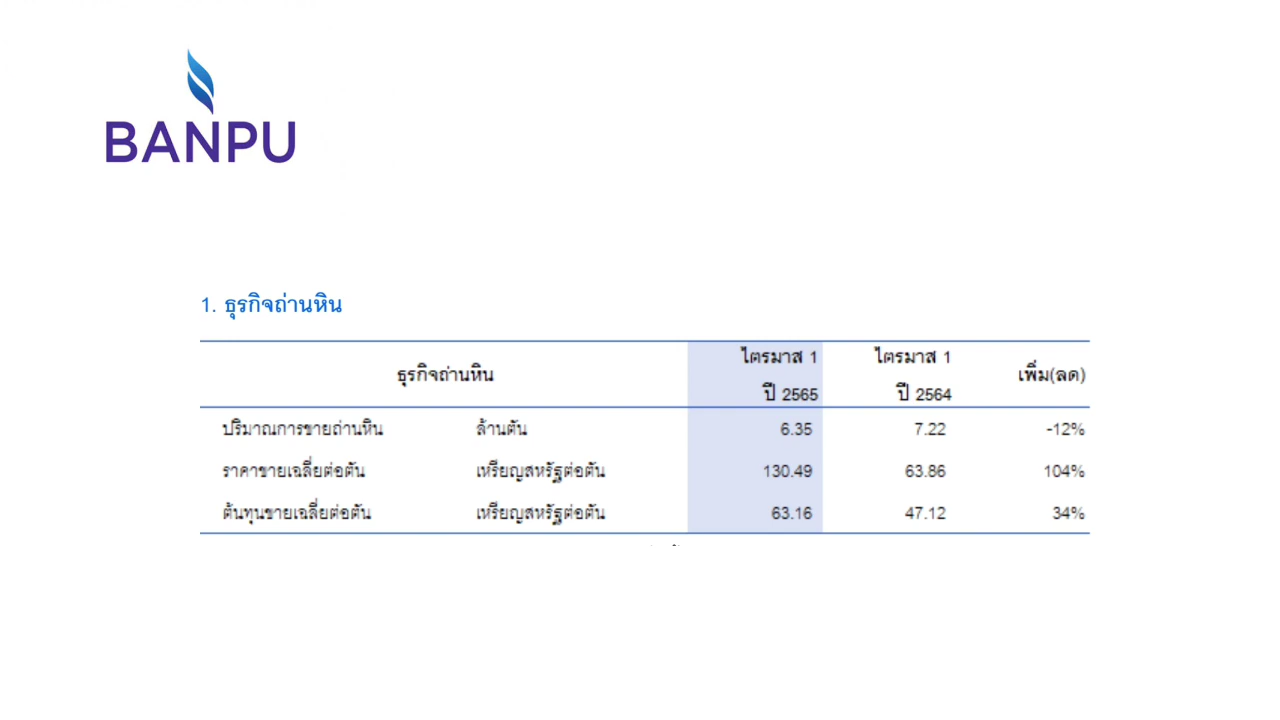 BANPU
1. ธุรกิจถ่านหิน
ธุรกิจถ่านหิน ไตรมาส 1 ปี 2565 ไตรมาส 1 ปี 2564 เพิ่ม(ลด)
ปริมาณการขายถ่านหิน ล้านตัน 6.35 7.22 -12%
ราคาขายเฉลี่ยต่อตัน เหรียญสหรัฐต่อตัน 130.49 63.86 104%
ต้นทุนขายเฉลี่ยต่อตัน เหรียญสหรัฐต่อตัน 63.16 47.12 34%